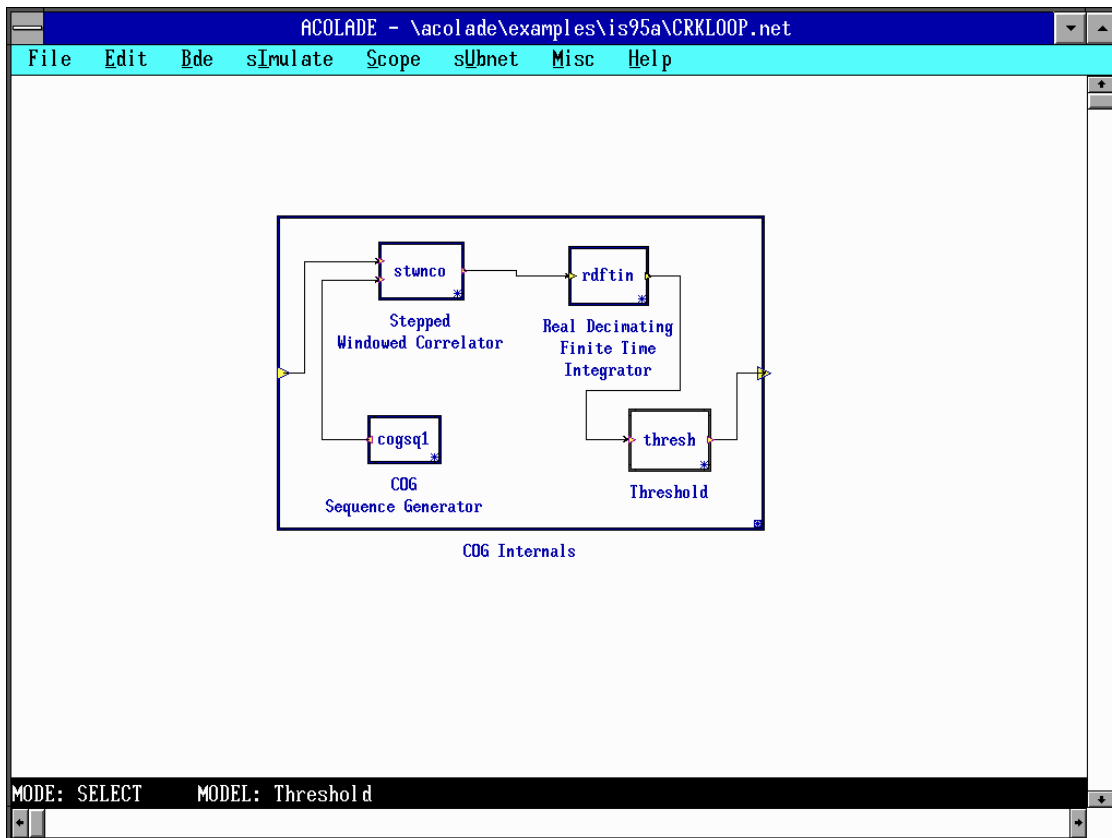 ACOLADE - \acolade\examples\is95a\CRKLOOP.net
File Edit Bde sImulate Scope sUbnet Misc Help
stwnco
Stepped
Windowed Correlator
rdftin
Real Decimating
Finite Time
Integrator
cogsq1
COG
Sequence Generator
thresh
Threshold
COG Internals
MODE: SELECT MODEL: Threshold